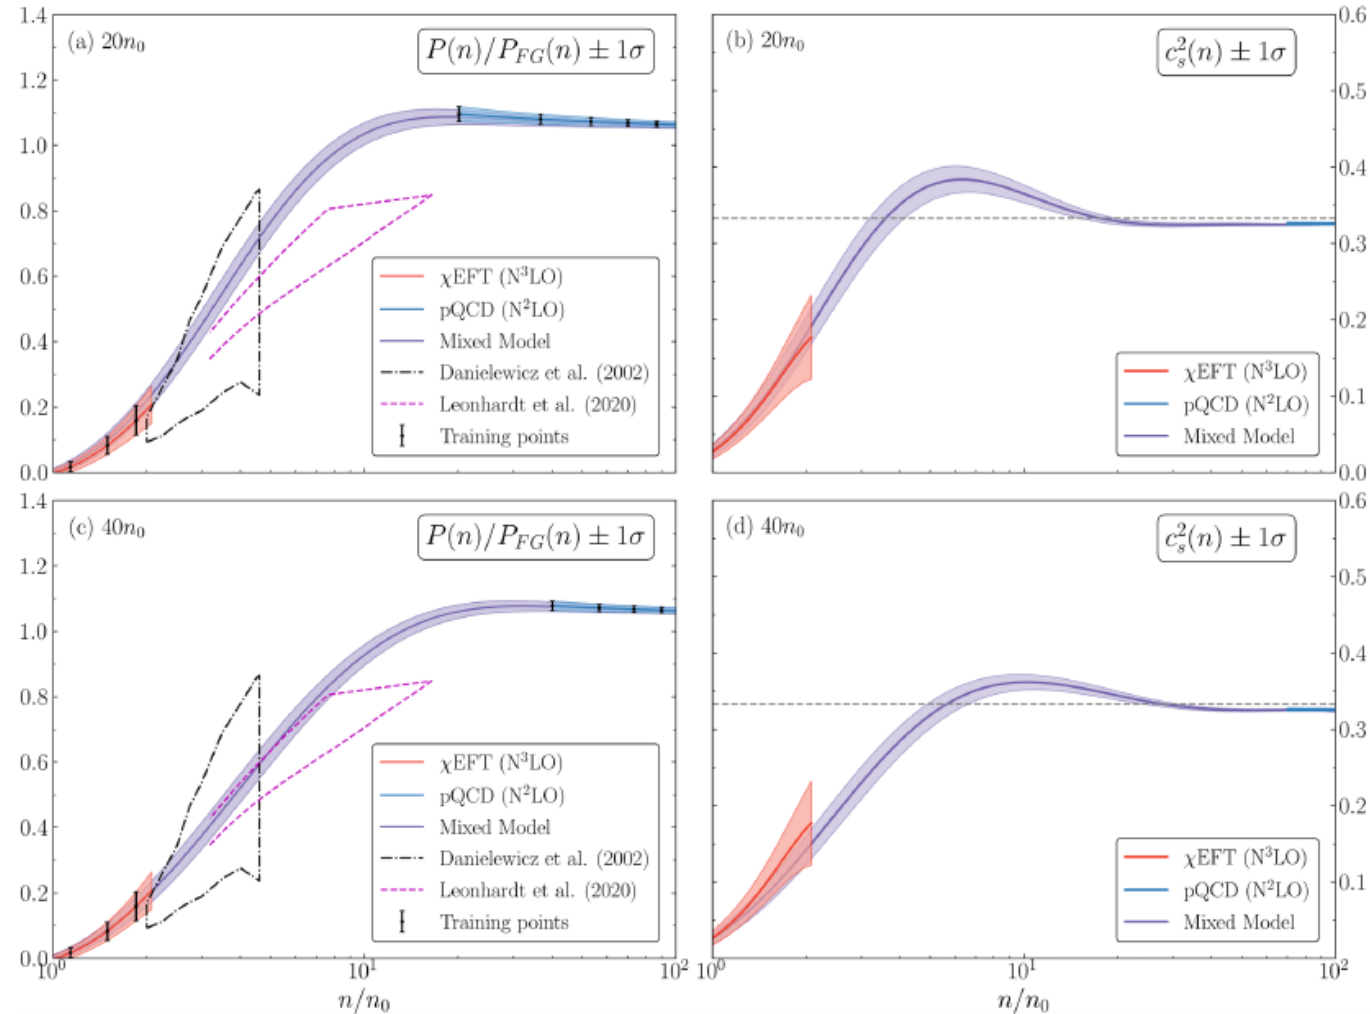 (a) 20n₀
P(n)/P_FG(n) ± 1σ
1.4
1.2
1.0
0.8
0.6
0.4
0.2
0.0
χEFT (N³LO)
pQCD (N²LO)
Mixed Model
Danielewicz et al. (2002)
Leonhardt et al. (2020)
Training points
(b) 20n₀
c_s²(n) ± 1σ
0.6
0.5
0.4
0.3
0.2
0.1
0.0
χEFT (N³LO)
pQCD (N²LO)
Mixed Model
(c) 40n₀
P(n)/P_FG(n) ± 1σ
1.4
1.2
1.0
0.8
0.6
0.4
0.2
0.0
χEFT (N³LO)
pQCD (N²LO)
Mixed Model
Danielewicz et al. (2002)
Leonhardt et al. (2020)
Training points
10⁰ 10¹ 10²
n/n₀
(d) 40n₀
c_s²(n) ± 1σ
0.6
0.5
0.4
0.3
0.2
0.1
0.0
χEFT (N³LO)
pQCD (N²LO)
Mixed Model
10⁰ 10¹ 10²
n/n₀